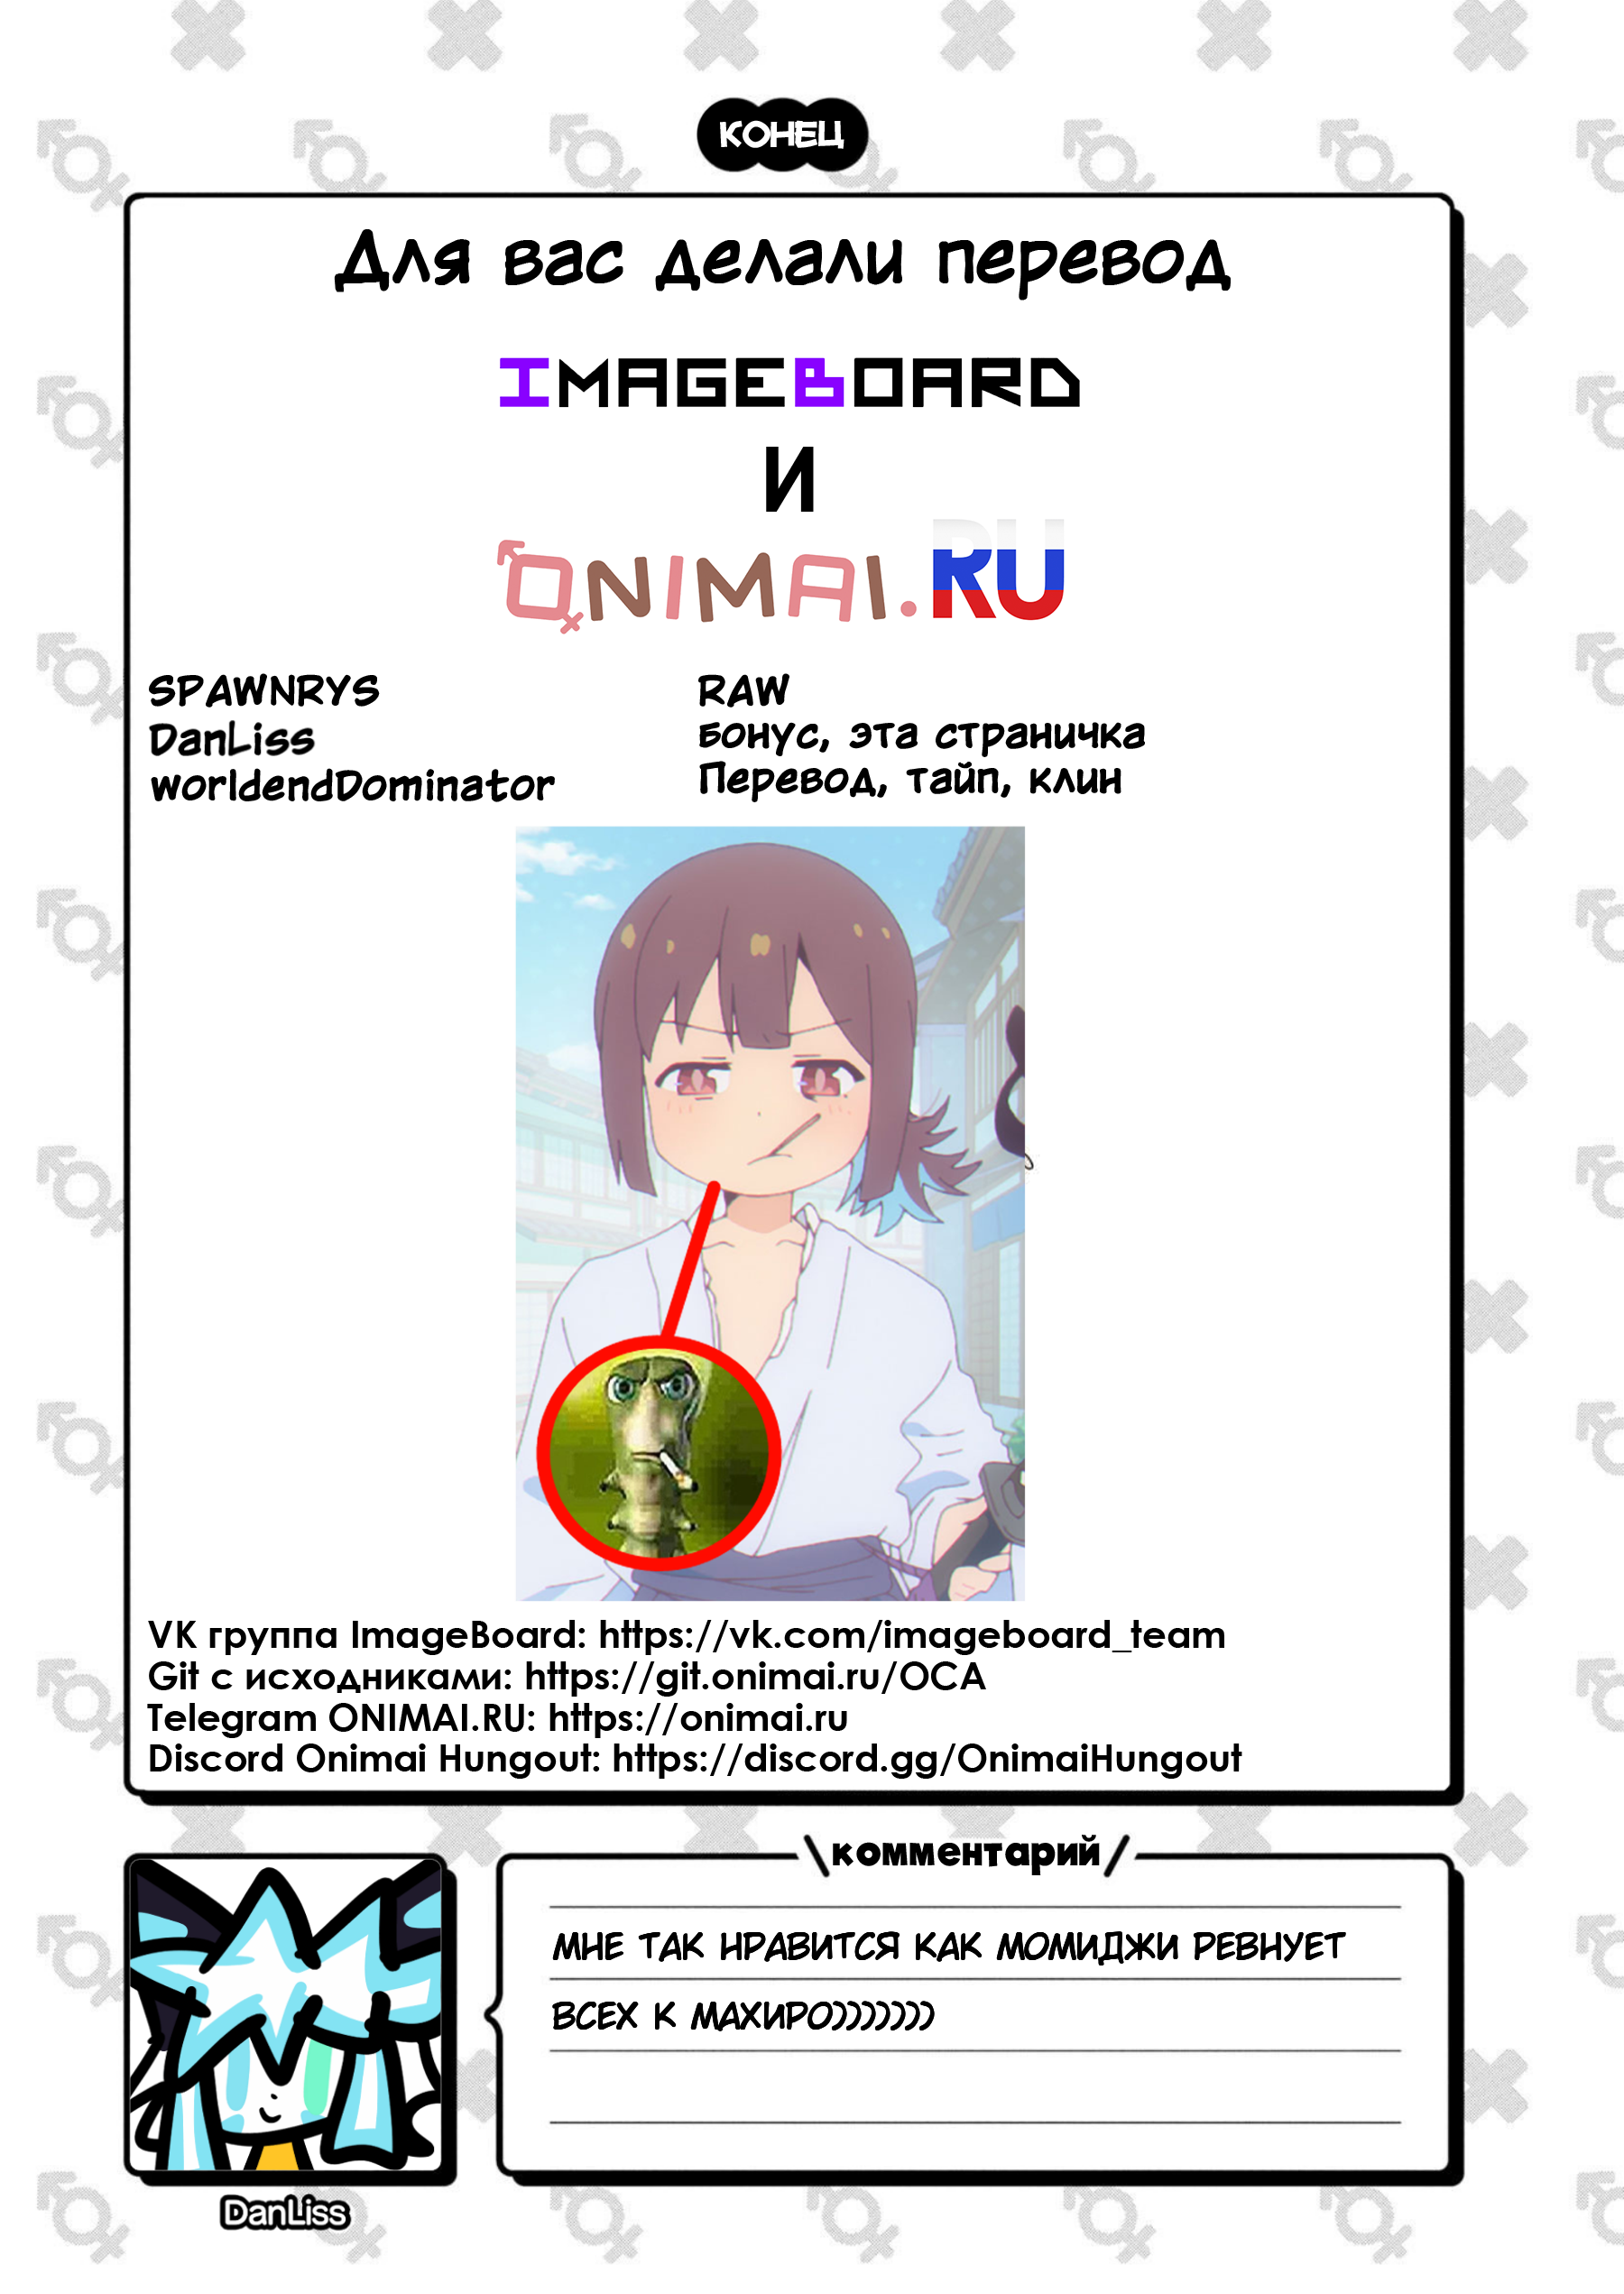 КОНЕЦ
Для вас делали перевод
IMAGEBOARD
И
ONIMAI.RU
SPAWNRYS RAW
DanLiss бонус, эта страничка
worldendDominator Перевод, тайп, клин
VK группа ImageBoard: https://vk.com/imageboard_team
Git с исходниками: https://git.onimai.ru/OCA
Telegram ONIMAI.RU: https://onimai.ru
Discord Onimai Hungout: https://discord.gg/OnimaiHungout
\комментарий/
МНЕ ТАК НРАВИТСЯ КАК МОМИДЖИ РЕВНУЕТ
ВСЕХ К МАХИРО)))))))
DanLiss